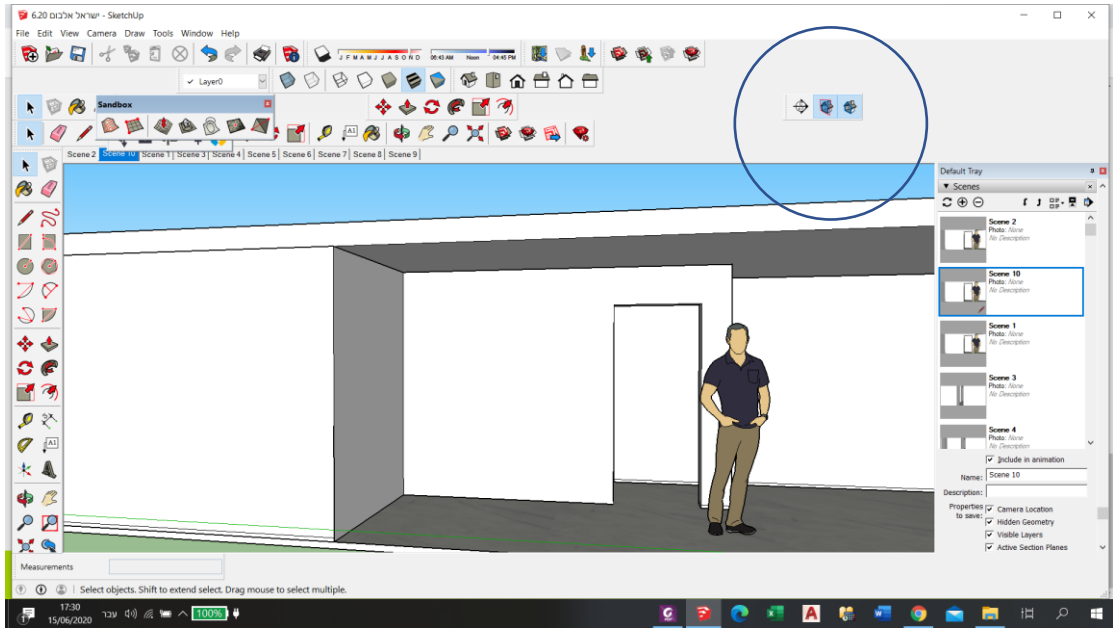 ישראל אלבום 6.20 - SketchUp
File Edit View Camera Draw Tools Window Help
J F M A M J J A S O N D 06:43 AM Noon 04:45 PM
Layer0
Sandbox
Scene 2 Scene 10 Scene 1 Scene 3 Scene 4 Scene 5 Scene 6 Scene 7 Scene 8 Scene 9
Default Tray
Scenes
Scene 2
Photo: None
No Description
Scene 10
Photo: None
No Description
Scene 1
Photo: None
No Description
Scene 3
Photo: None
No Description
Scene 4
Photo: None
No Description
Include in animation
Name: Scene 10
Description:
Properties to save:
Camera Location
Hidden Geometry
Visible Layers
Active Section Planes
A1
A1
Measurements
Select objects. Shift to extend select. Drag mouse to select multiple.
17:30
15/06/2020
עבר
100%